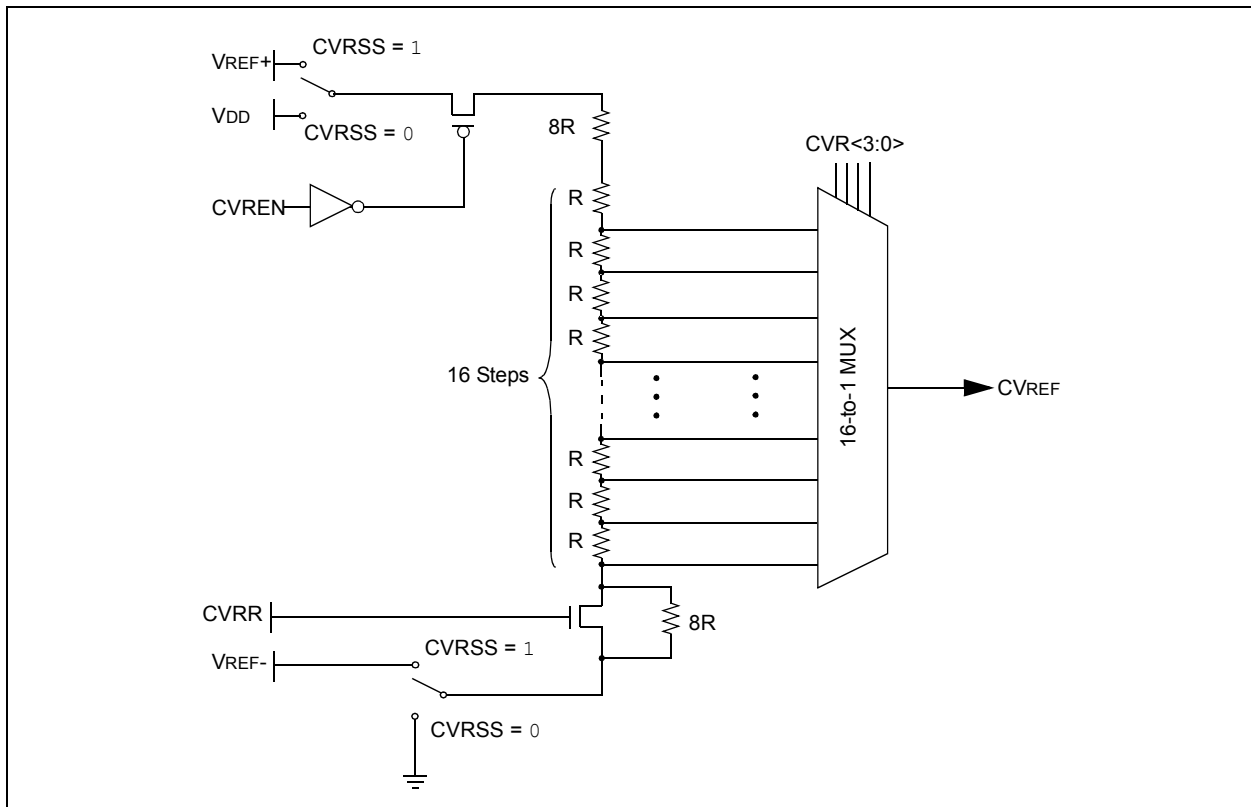 CVRSS = 1
VREF+
VDD
CVRSS = 0
8R
CVR<3:0>
CVREN
R
R
R
R
16 Steps
16-to-1 MUX
CVREF
R
R
R
CVRR
8R
CVRSS = 1
VREF-
CVRSS = 0